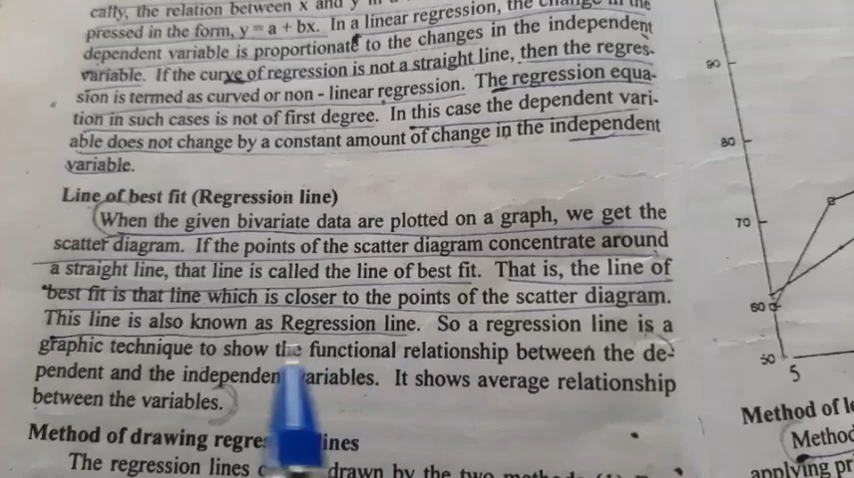 cally, the relation between x and y in a
pressed in the form, y = a + bx. In a linear regression, the change in the
dependent variable is proportionate to the changes in the independent
variable. If the curve of regression is not a straight line, then the regres-
sion is termed as curved or non - linear regression. The regression equa-
tion in such cases is not of first degree. In this case the dependent vari-
able does not change by a constant amount of change in the independent
variable.
Line of best fit (Regression line)
When the given bivariate data are plotted on a graph, we get the
scatter diagram. If the points of the scatter diagram concentrate around
a straight line, that line is called the line of best fit. That is, the line of
best fit is that line which is closer to the points of the scatter diagram.
This line is also known as Regression line. So a regression line is a
graphic technique to show the functional relationship between the de-
pendent and the independent variables. It shows average relationship
between the variables.
Method of drawing regre ines
The regression lines drawn by the two
90
80
70
60
50
5
Method of le
Method
applying pr